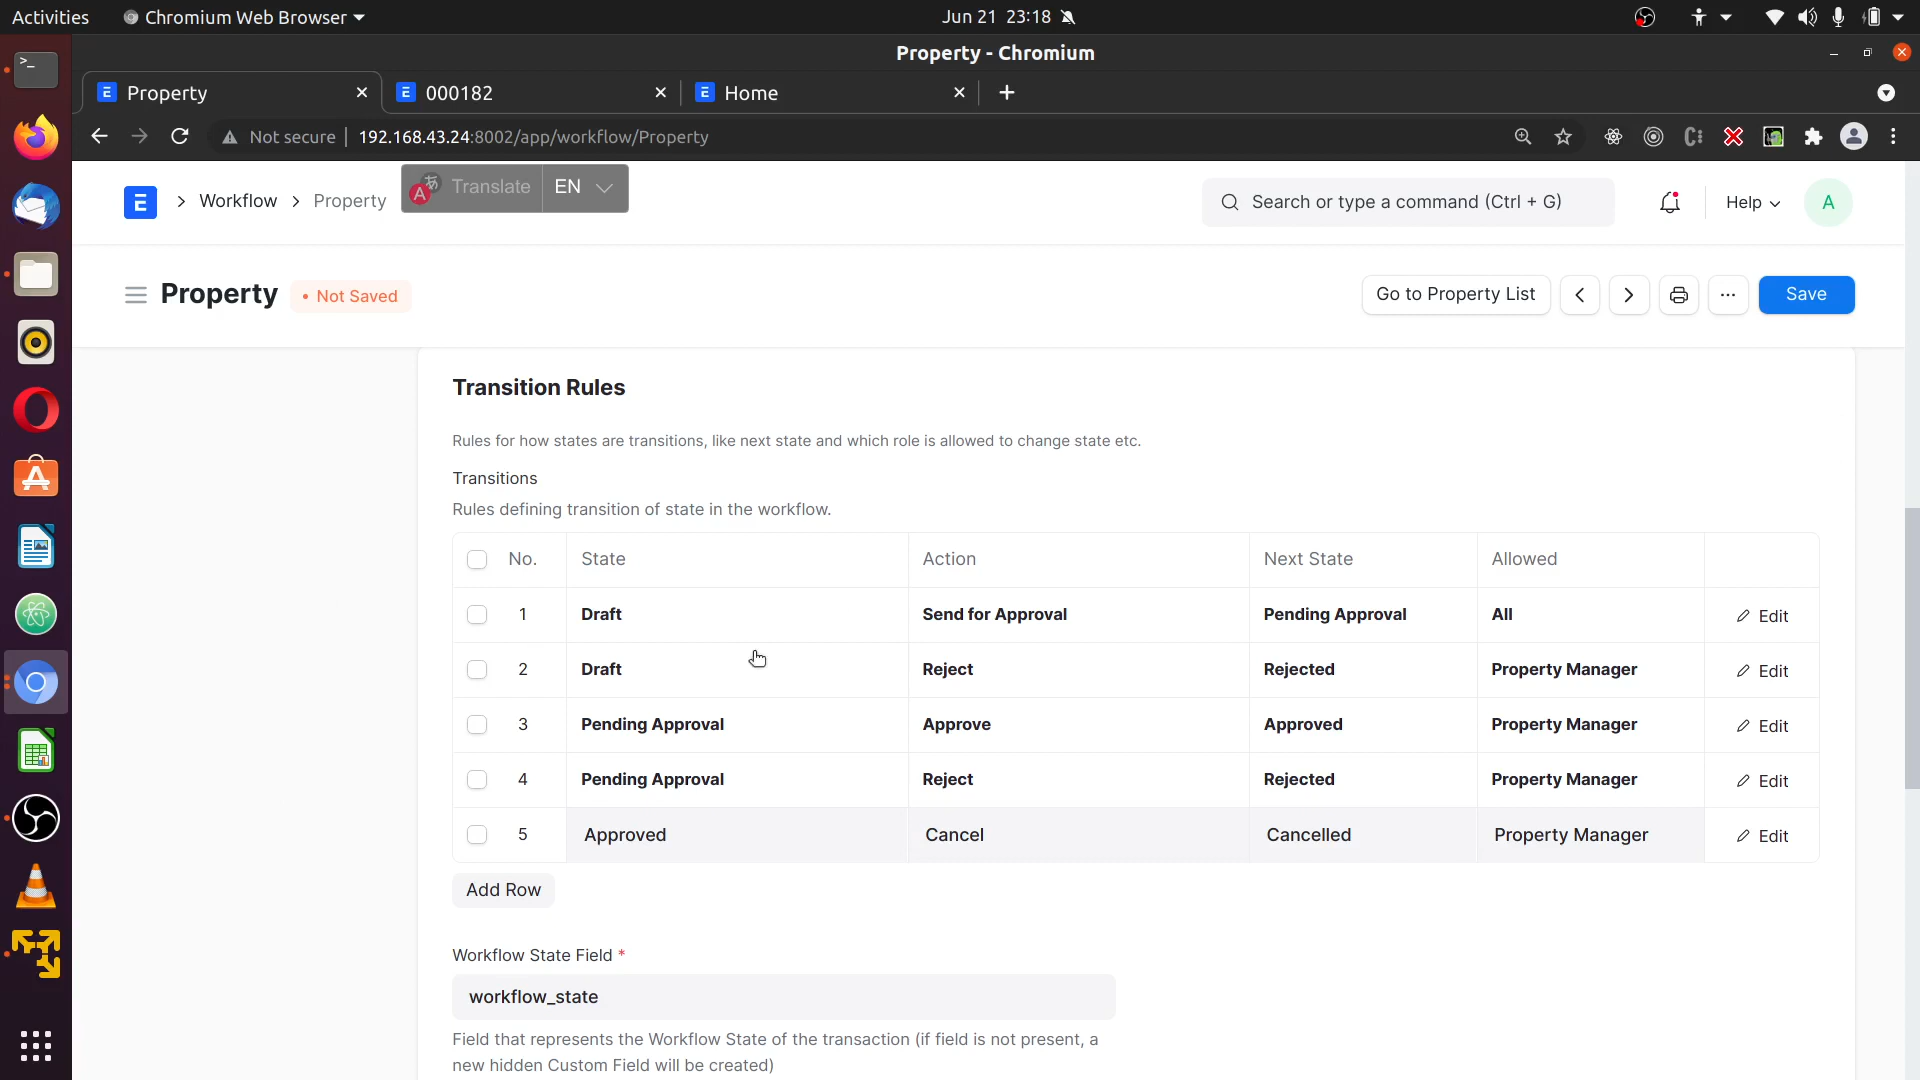 Activities
Chromium Web Browser
Jun 21 23:18
Property - Chromium
Property
000182
Home
Not secure
192.168.43.24:8002/app/workflow/Property
E
Workflow
Property
Translate
EN
Search or type a command (Ctrl + G)
Help
A
Property
Not Saved
Go to Property List
Save
Transition Rules
Rules for how states are transitions, like next state and which role is allowed to change state etc.
Transitions
Rules defining transition of state in the workflow.
No. State Action Next State Allowed
1 Draft Send for Approval Pending Approval All Edit
2 Draft Reject Rejected Property Manager Edit
3 Pending Approval Approve Approved Property Manager Edit
4 Pending Approval Reject Rejected Property Manager Edit
5 Approved Cancel Cancelled Property Manager Edit
Add Row
Workflow State Field *
workflow_state
Field that represents the Workflow State of the transaction (if field is not present, a
new hidden Custom Field will be created)